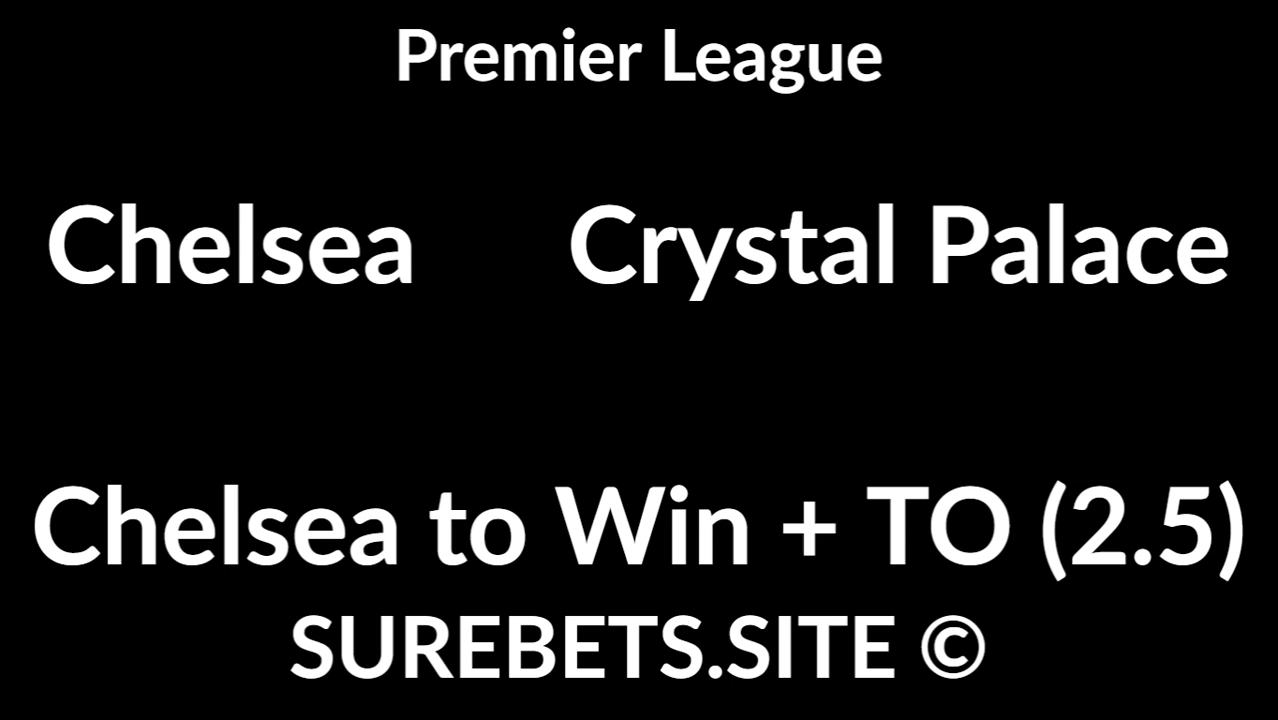 Premier League
Chelsea Crystal Palace
Chelsea to Win + TO (2.5)
SUREBETS.SITE ©